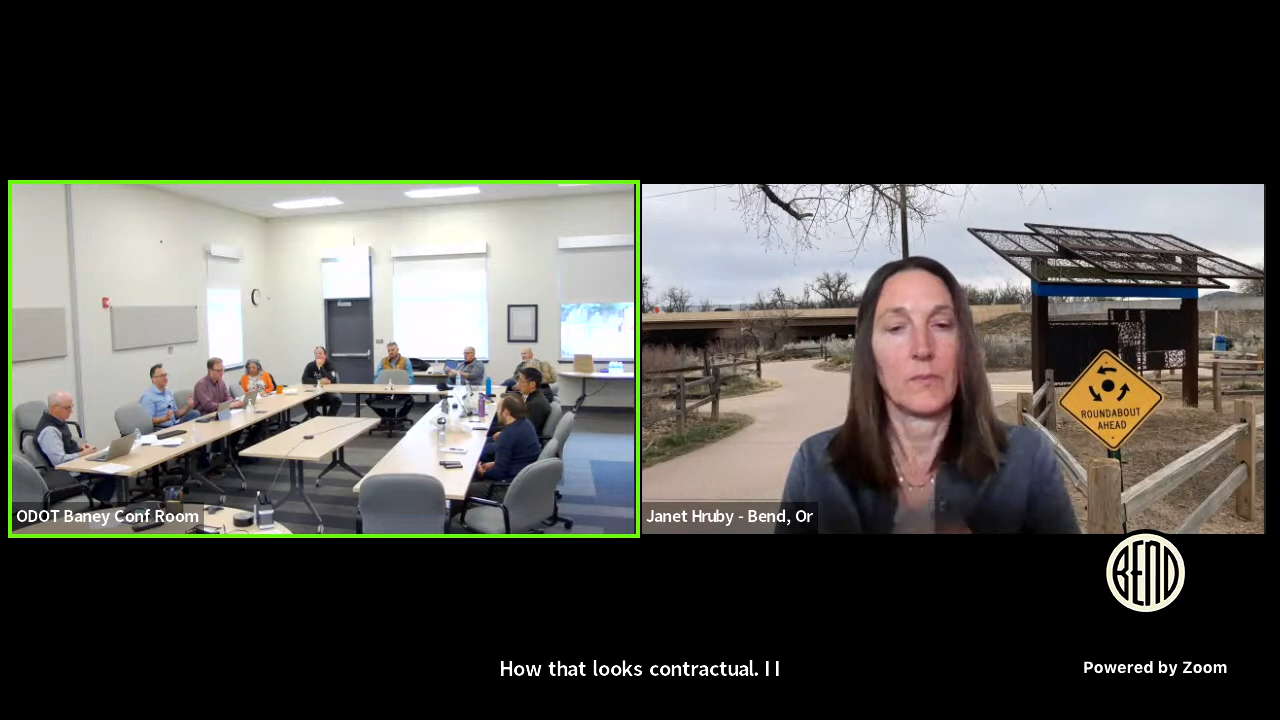 ROUNDABOUT
AHEAD
ODOT Baney Conf Room
Janet Hruby - Bend, Or
BEND
How that looks contractual. I I
Powered by Zoom